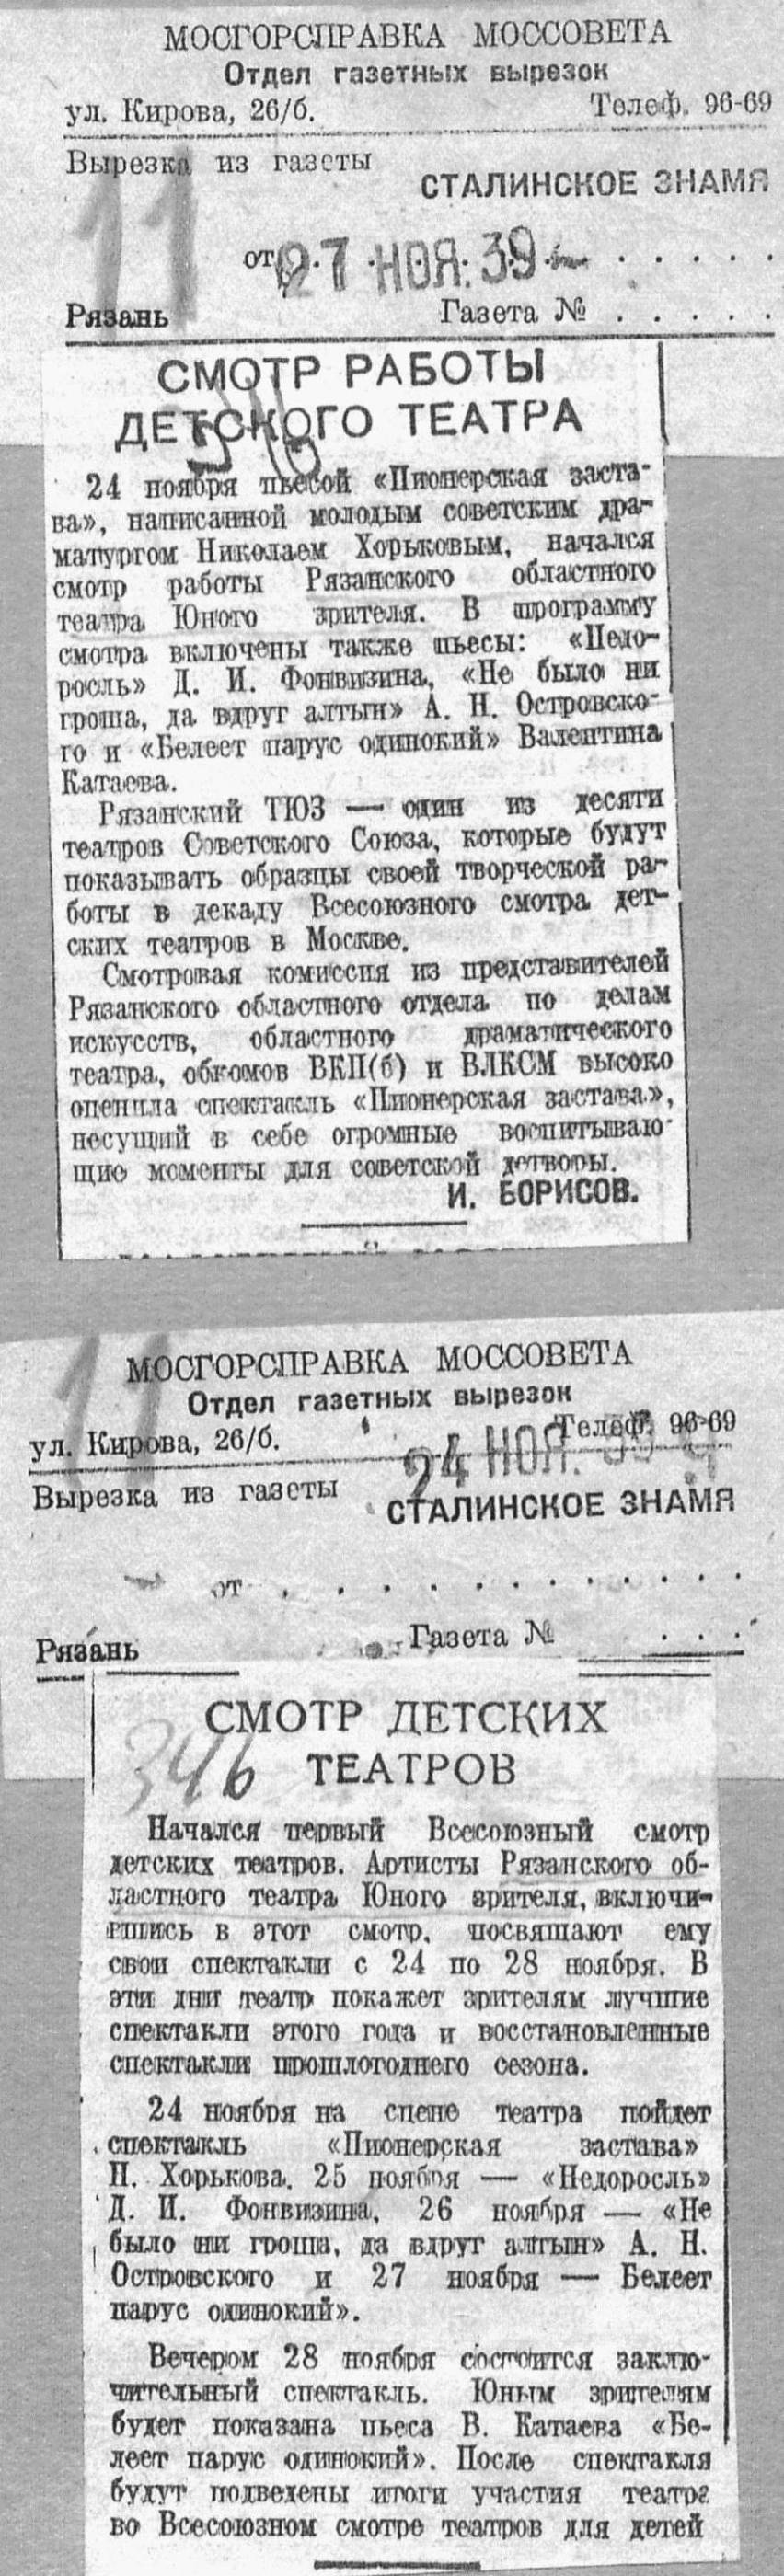 МОСГОРСПРАВКА МОССОВЕТА
Отдел газетных вырезок
ул. Кирова, 26/б. Телеф. 96-69
Вырезка из газеты
СТАЛИНСКОЕ ЗНАМЯ
11
от 27 НОЯ. 39
Рязань Газета № . . . . .
СМОТР РАБОТЫ
ДЕТСКОГО ТЕАТРА
24 ноября пьесой «Пионерская заста-
ва», написанной молодым советским дра-
матургом Николаем Хорьковым, начался
смотр работы Рязанского областного
театра Юного зрителя. В программу
смотра включены также пьесы: «Недо-
росль» Д. И. Фонвизина, «Не было ни
гроша, да вдруг алтын» А. Н. Островско-
го и «Белеет парус одинокий» Валентина
Катаева.
Рязанский ТЮЗ — один из десяти
театров Советского Союза, которые будут
показывать образцы своей творческой ра-
боты в декаду Всесоюзного смотра дет-
ских театров в Москве.
Смотровая комиссия из представителей
Рязанского областного отдела по делам
искусств, областного драматического
театра, обкомов ВКП(б) и ВЛКСМ высоко
оценила спектакль «Пионерская застава»,
несущий в себе огромные воспитываю-
щие моменты для советской детворы.
И. БОРИСОВ.
11
МОСГОРСПРАВКА МОССОВЕТА
Отдел газетных вырезок
ул. Кирова, 26/б. Телеф. 96-69
24 НОЯ. 39
Вырезка из газеты
СТАЛИНСКОЕ ЗНАМЯ
от . . . . . . . . . . . .
Рязань Газета № . . .
СМОТР ДЕТСКИХ
ТЕАТРОВ
346
Начался первый Всесоюзный смотр
детских театров. Артисты Рязанского об-
ластного театра Юного зрителя, включи-
вшись в этот смотр, посвящают ему
свои спектакли с 24 по 28 ноября. В
эти дни театр покажет зрителям лучшие
спектакли этого года и восстановленные
спектакли прошлогоднего сезона.
24 ноября на сцене театра пойдет
спектакль «Пионерская застава»
Н. Хорькова. 25 ноября — «Недоросль»
Д. И. Фонвизина, 26 ноября — «Не
было ни гроша, да вдруг алтын» А. Н.
Островского и 27 ноября — Белеет
парус одинокий».
Вечером 28 ноября состоится заклю-
чительный спектакль. Юным зрителям
будет показана пьеса В. Катаева «Бе-
леет парус одинокий». После спектакля
будут подведены итоги участия театра
во Всесоюзном смотре театров для детей